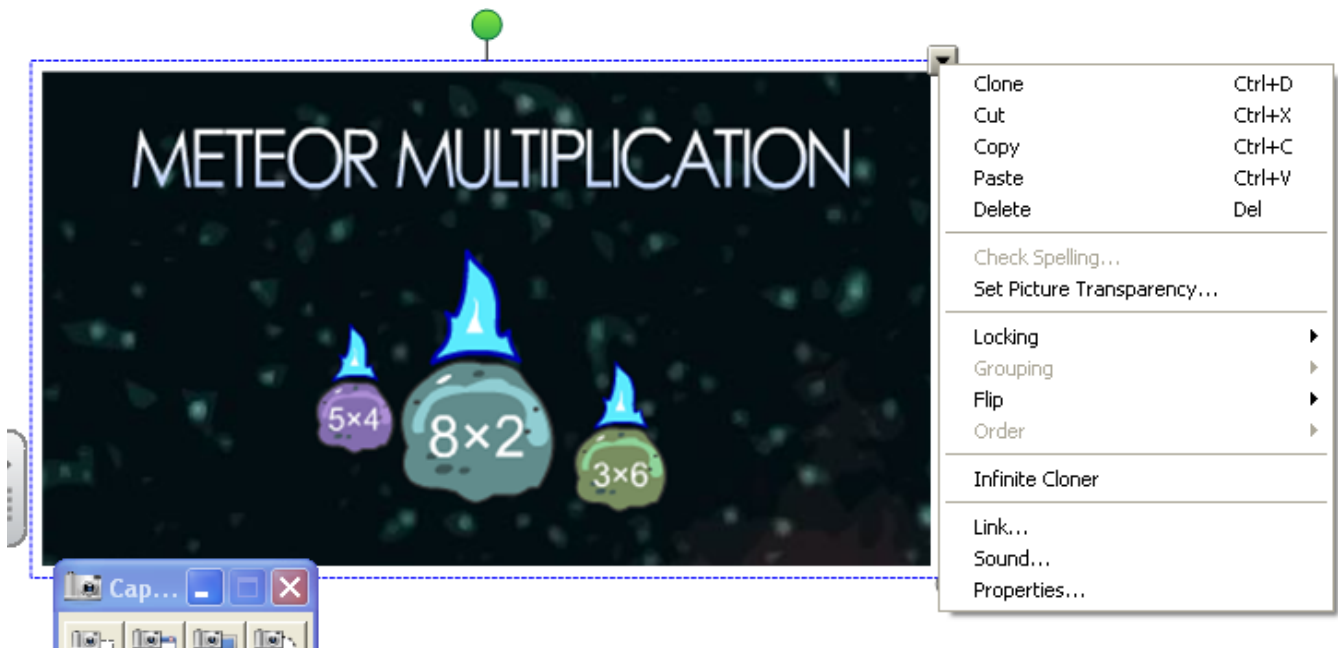 METEOR MULTIPLICATION
5×4
8×2
3×6
Clone Ctrl+D
Cut Ctrl+X
Copy Ctrl+C
Paste Ctrl+V
Delete Del
Check Spelling...
Set Picture Transparency...
Locking
Grouping
Flip
Order
Infinite Cloner
Link...
Sound...
Properties...
Cap...